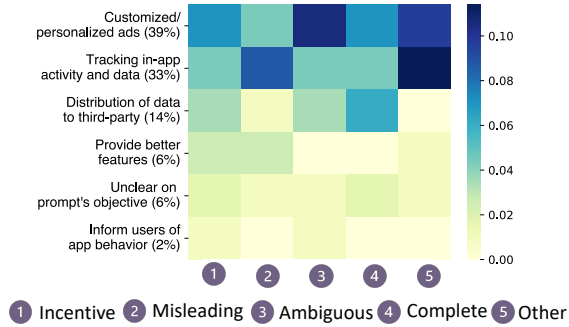 Customized/
personalized ads (39%)
Tracking in-app
activity and data (33%)
Distribution of data
to third-party (14%)
Provide better
features (6%)
Unclear on
prompt's objective (6%)
Inform users of
app behavior (2%)
0.10
0.08
0.06
0.04
0.02
0.00
1 2 3 4 5
1 Incentive 2 Misleading 3 Ambiguous 4 Complete 5 Other